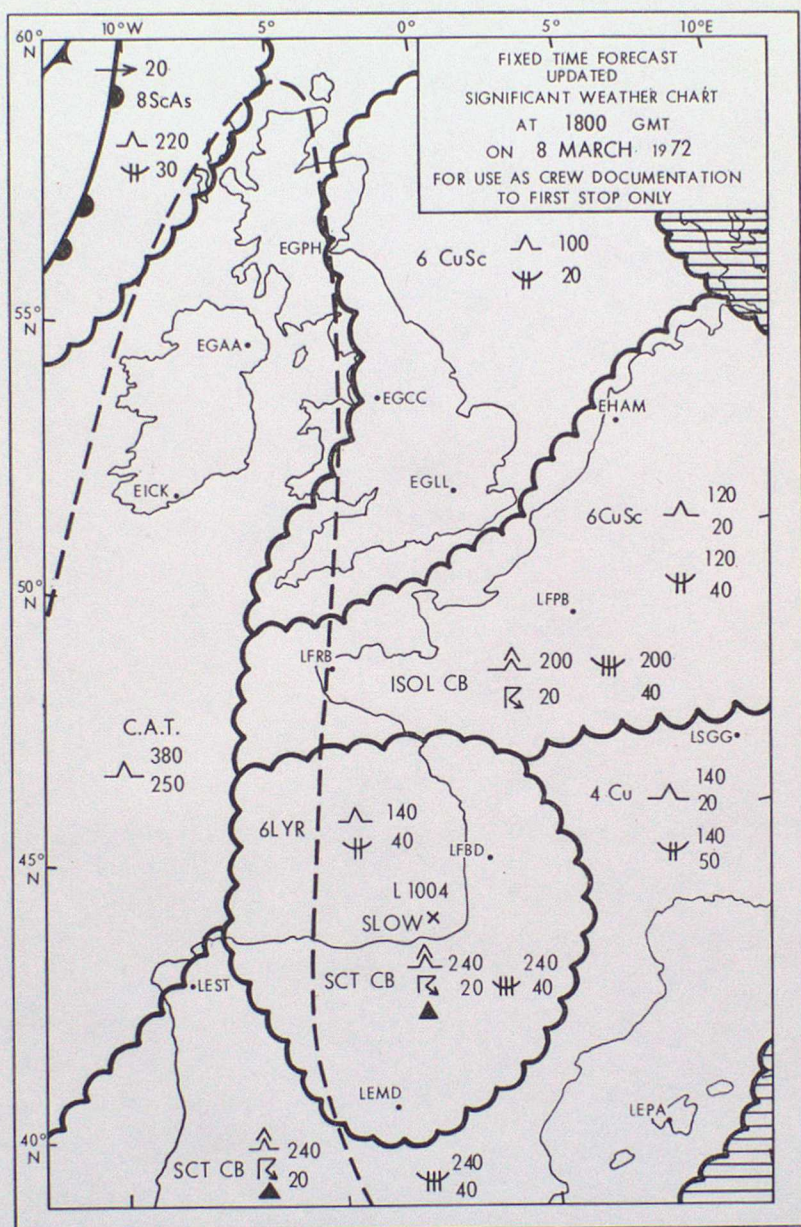 60° N
10°W
5°
0°
5°
10°E
FIXED TIME FORECAST
UPDATED
SIGNIFICANT WEATHER CHART
AT 1800 GMT
ON 8 MARCH 1972
FOR USE AS CREW DOCUMENTATION
TO FIRST STOP ONLY
20
8ScAs
220
30
EGPH
6 CuSc
100
20
55° N
EGAA
EGCC
EHAM
EICK
EGLL
6CuSc
120
20
120
40
50° N
LFPB
LFRB
ISOL CB
200
20
200
40
C.A.T.
380
250
LSGG
4 Cu
140
20
140
50
6LYR
140
40
LFBD
45° N
L 1004
SLOW
SCT CB
240
20
240
40
LEST
LEMD
LEPA
40° N
SCT CB
240
20
240
40